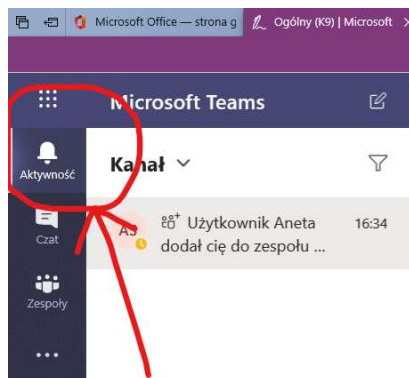 Microsoft Office — strona g
Ogólny (K9) | Microsoft
Microsoft Teams
Aktywność
Kanał
Czat
AS
Użytkownik Aneta
16:34
dodał cię do zespołu ...
Zespoły